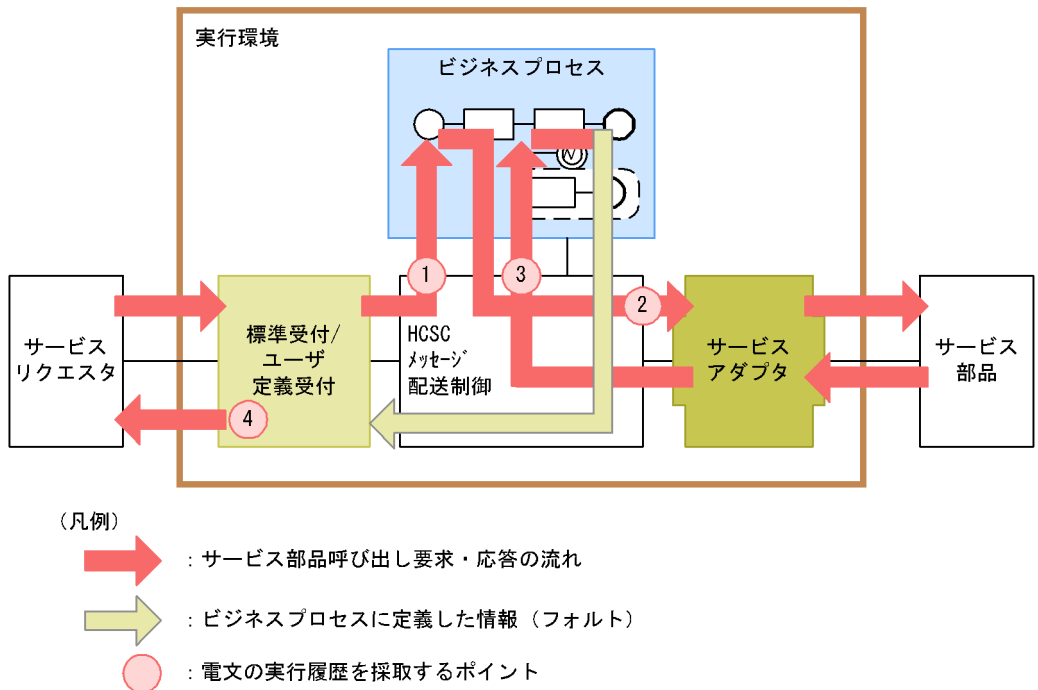 実行環境
ビジネスプロセス
1
3
2
4
サービス
リクエスタ
標準受付/
ユーザ
定義受付
HCSC
ﾒｯｾｰｼﾞ
配送制御
サービス
アダプタ
サービス
部品
（凡例）
：サービス部品呼び出し要求・応答の流れ
：ビジネスプロセスに定義した情報（フォルト）
：電文の実行履歴を採取するポイント